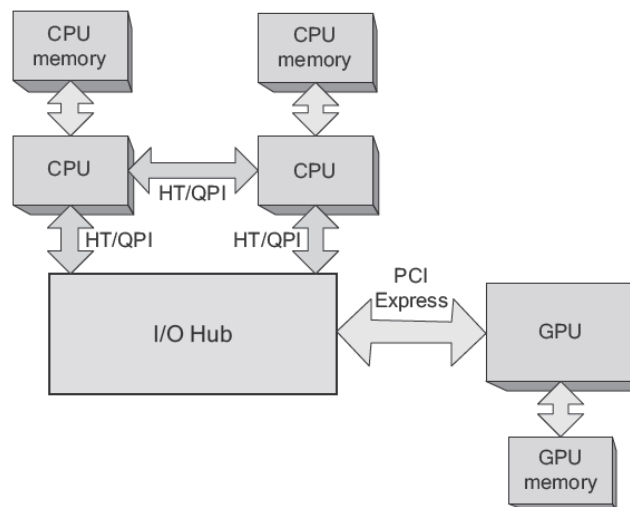 CPU
memory
CPU
memory
CPU
HT/QPI
CPU
HT/QPI
HT/QPI
I/O Hub
PCI
Express
GPU
GPU
memory